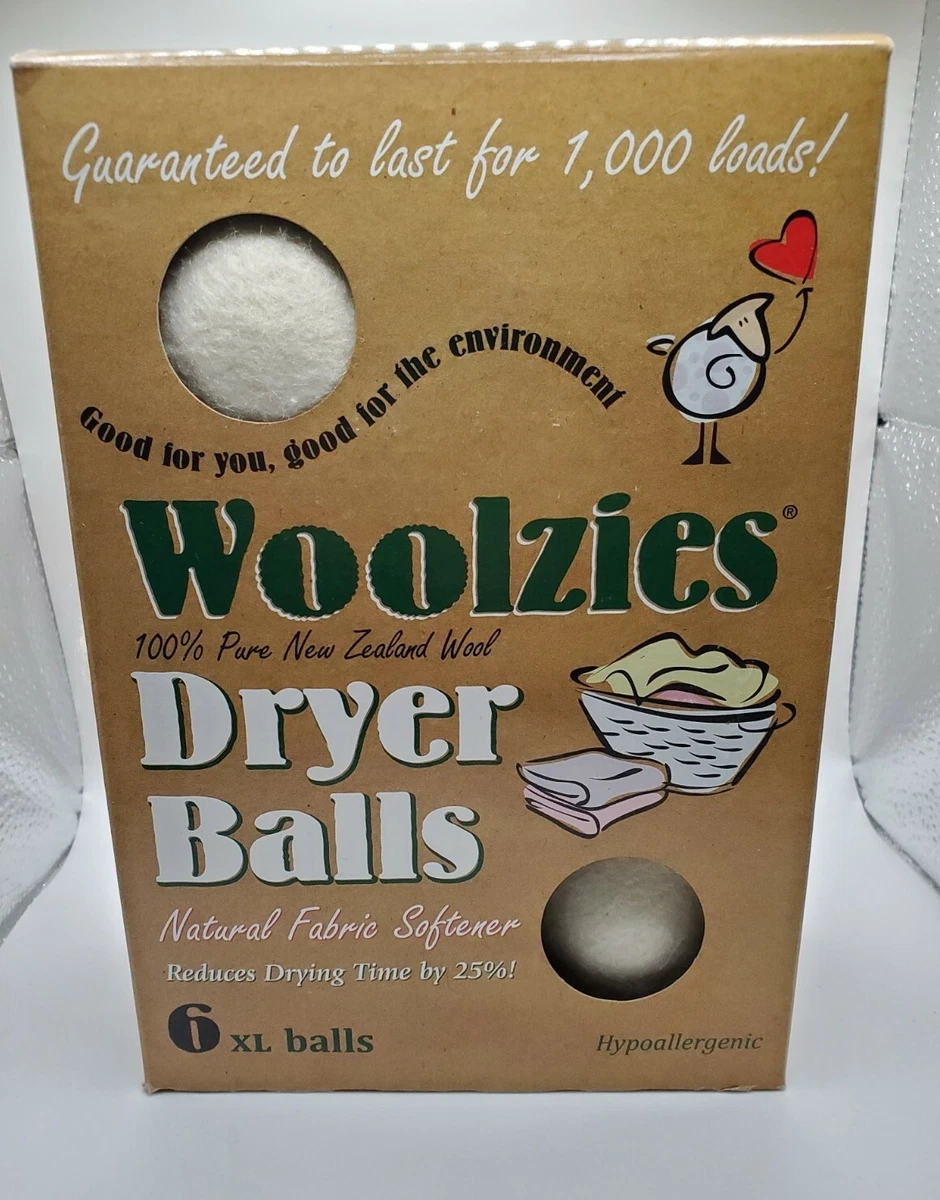 Guaranteed to last for 1,000 loads!
Good for you, good for the environment
Woolzies®
100% Pure New Zealand Wool
Dryer
Balls
Natural Fabric Softener
Reduces Drying Time by 25%!
6 XL balls
Hypoallergenic